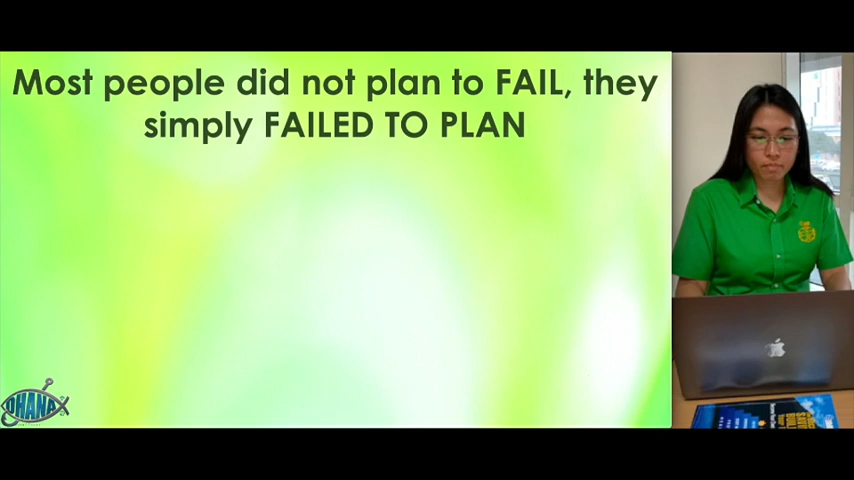 Most people did not plan to FAIL, they
simply FAILED TO PLAN
OHANA